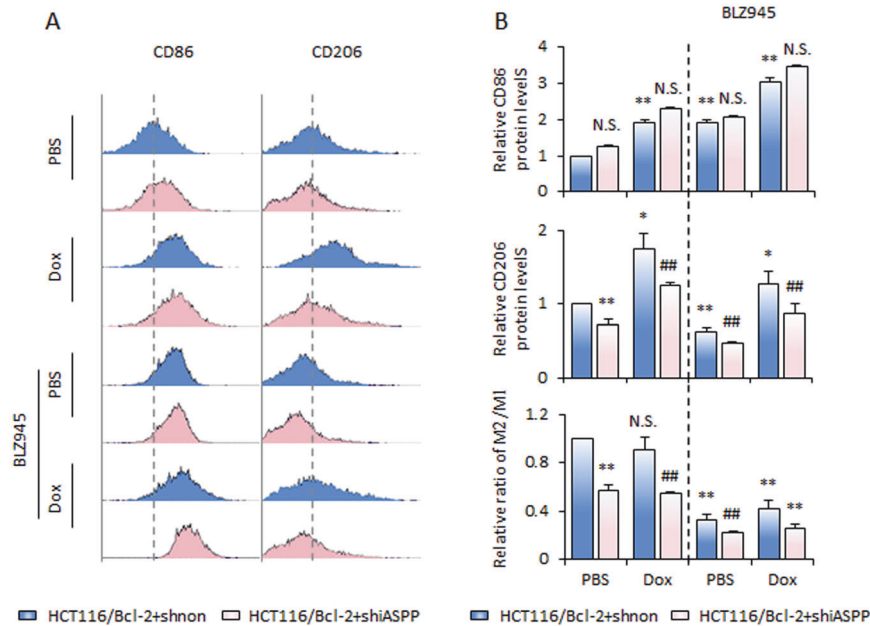 A
CD86
CD206
PBS
Dox
BLZ945
PBS
Dox
B
BLZ945
Relative CD86
protein levelS
4
3
2
1
0
N.S.
**
N.S.
**
N.S.
**
N.S.
Relative CD206
protein levelS
2
1
0
**
*
##
**
##
*
##
Relative ratio of M2/M1
1.2
0.8
0.4
0
**
N.S.
##
**
##
**
**
PBS
Dox
PBS
Dox
HCT116/Bcl-2+shnon
HCT116/Bcl-2+shiASPP
HCT116/Bcl-2+shnon
HCT116/Bcl-2+shiASPP